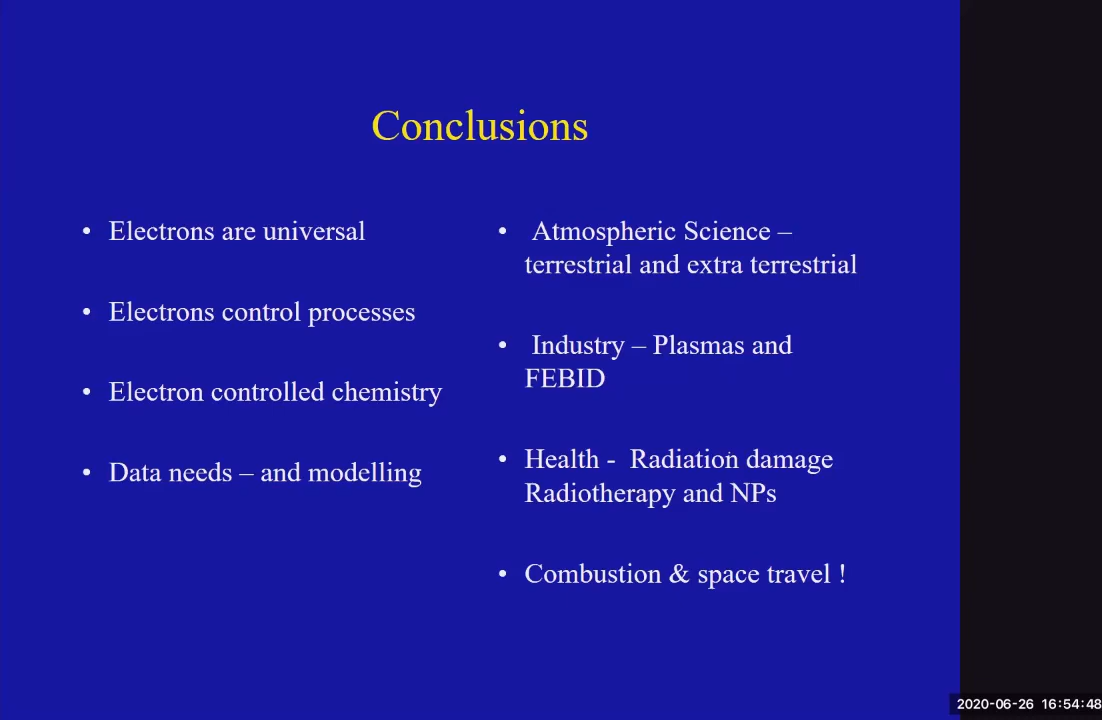 Conclusions
• Electrons are universal
• Electrons control processes
• Electron controlled chemistry
• Data needs – and modelling
• Atmospheric Science –
terrestrial and extra terrestrial
• Industry – Plasmas and
FEBID
• Health - Radiation damage
Radiotherapy and NPs
• Combustion & space travel !
2020-06-26 16:54:48